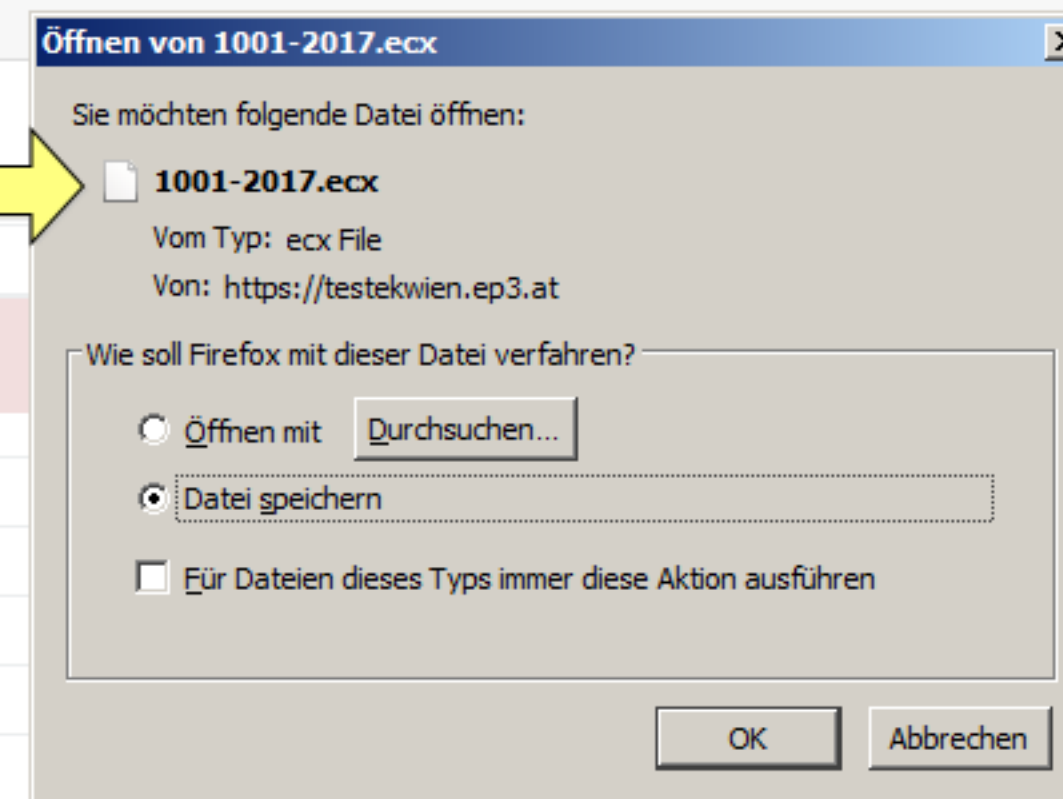 Öffnen von 1001-2017.ecx
Sie möchten folgende Datei öffnen:
1001-2017.ecx
Vom Typ: ecx File
Von: https://testekwien.ep3.at
Wie soll Firefox mit dieser Datei verfahren?
Öffnen mit Durchsuchen...
Datei speichern
Für Dateien dieses Typs immer diese Aktion ausführen
OK Abbrechen